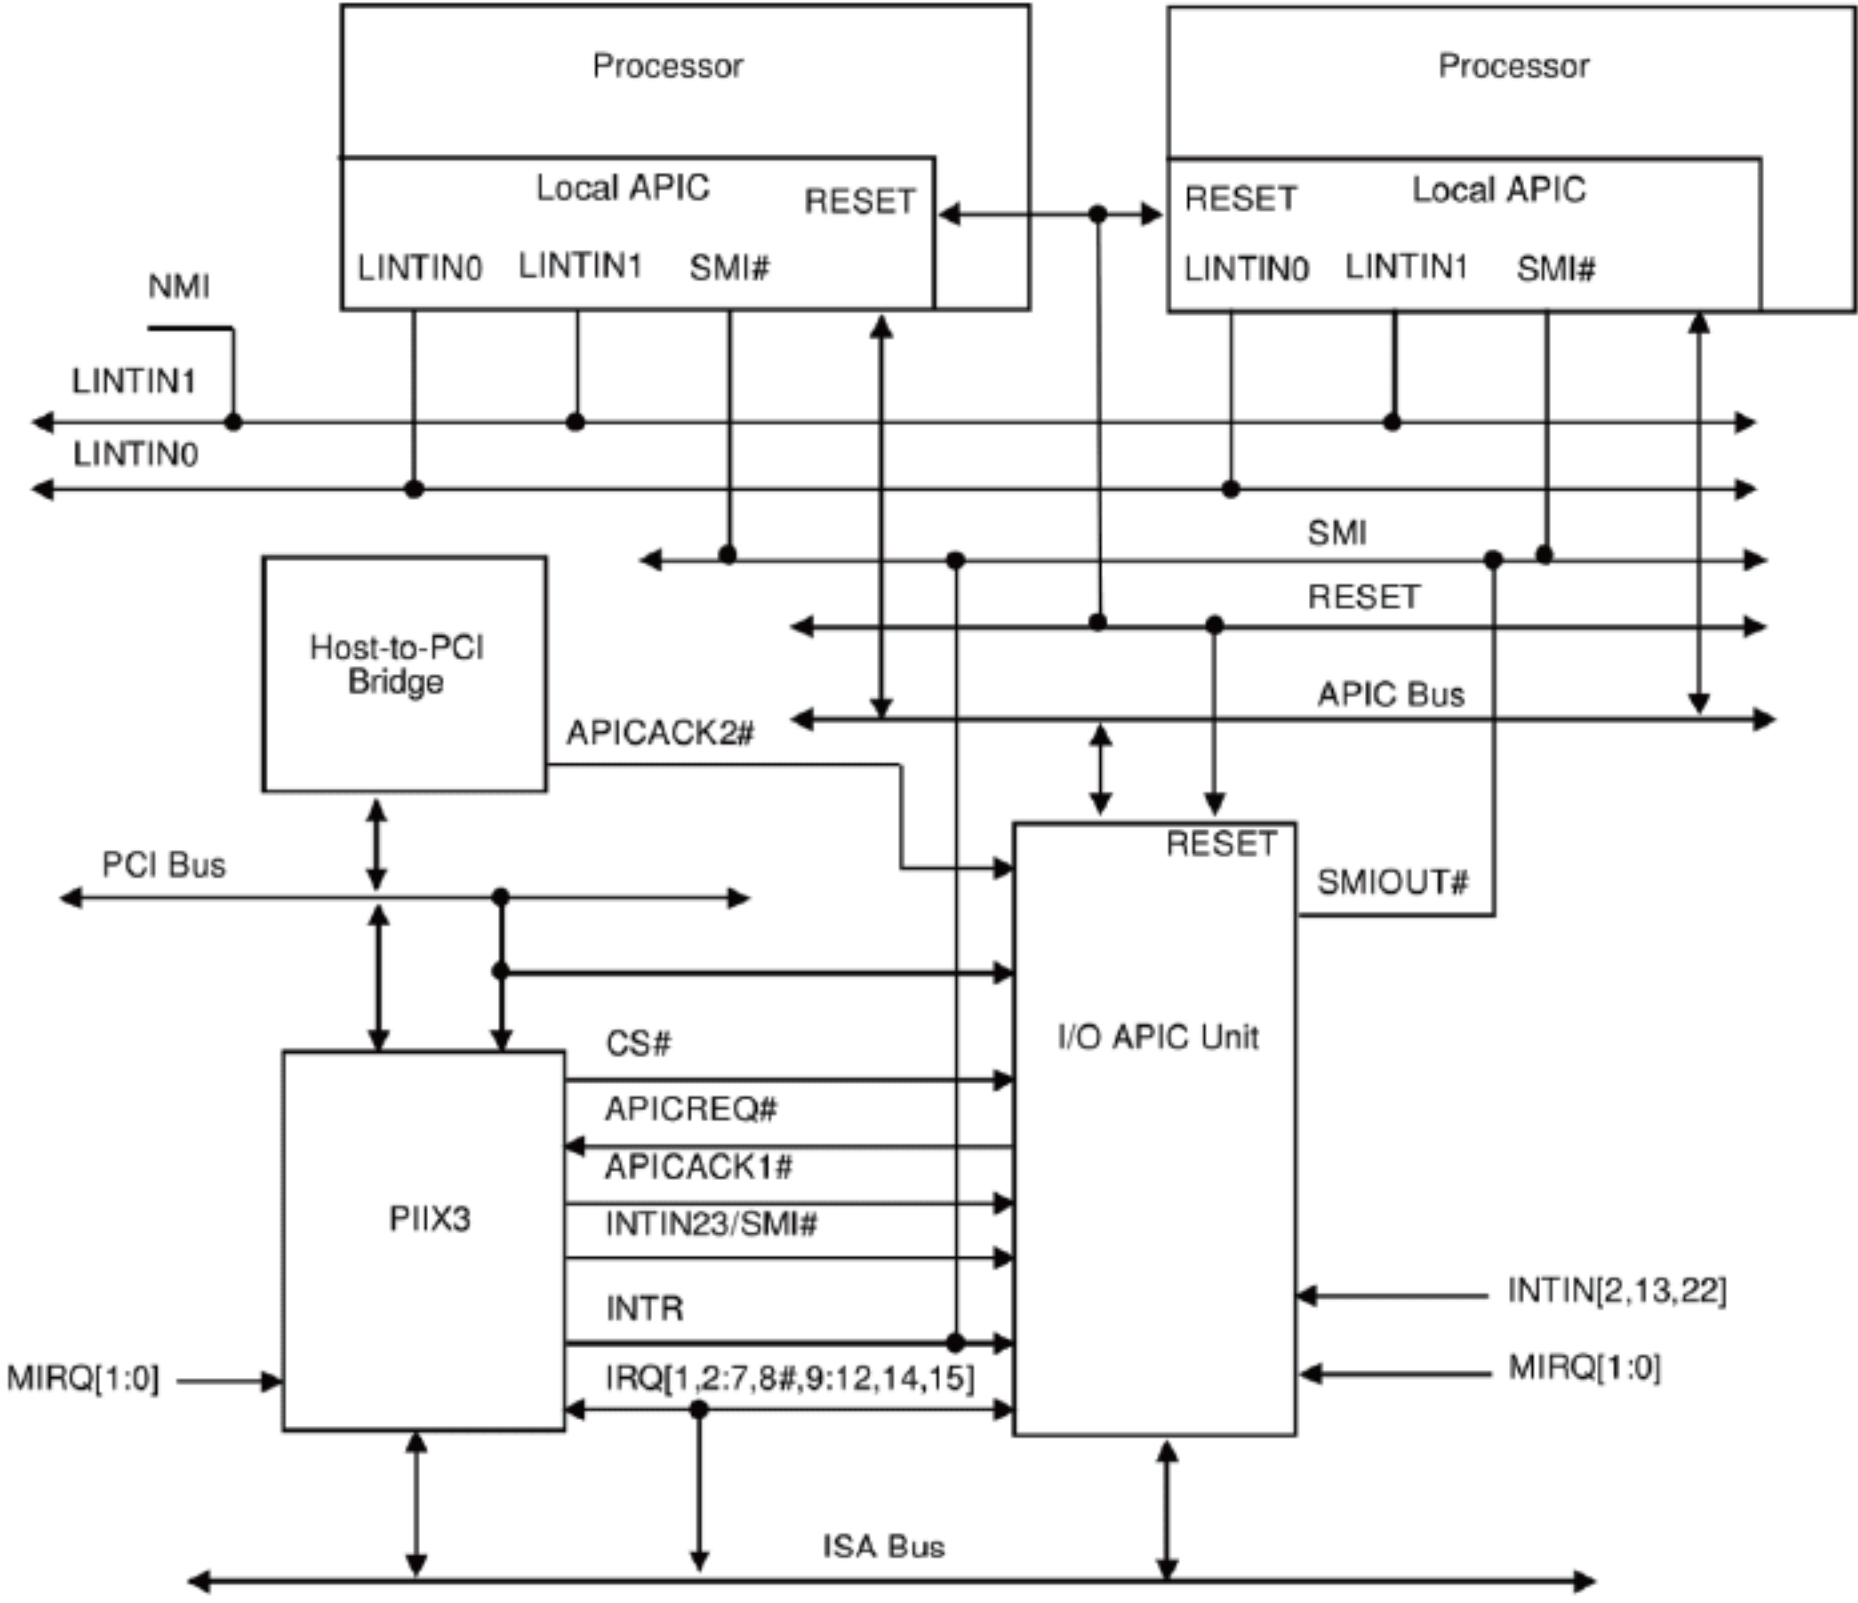 Processor
Processor
Local APIC
RESET
RESET
Local APIC
LINTIN0
LINTIN1
SMI#
LINTIN0
LINTIN1
SMI#
NMI
LINTIN1
LINTIN0
SMI
RESET
Host-to-PCI
Bridge
APIC Bus
APICACK2#
RESET
PCI Bus
SMIOUT#
I/O APIC Unit
CS#
APICREQ#
APICACK1#
PIIX3
INTIN23/SMI#
INTIN[2,13,22]
INTR
MIRQ[1:0]
IRQ[1,2:7,8#,9:12,14,15]
MIRQ[1:0]
ISA Bus